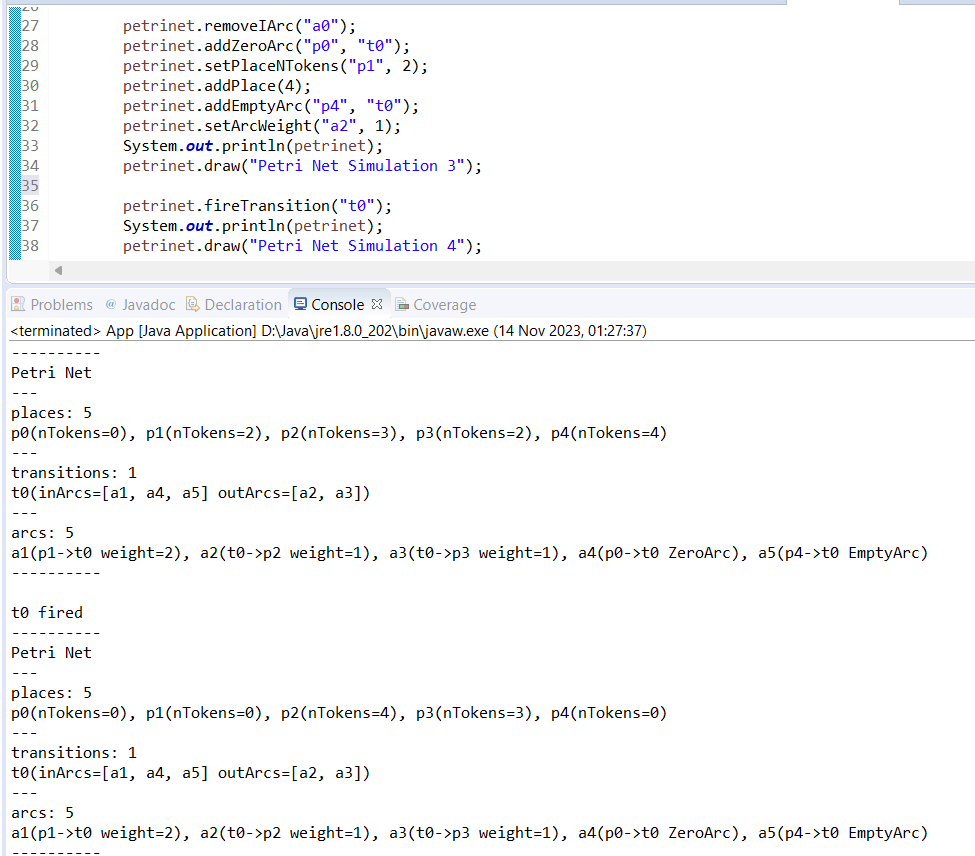 26
27 petrinet.removeIArc("a0");
28 petrinet.addZeroArc("p0", "t0");
29 petrinet.setPlaceNTokens("p1", 2);
30 petrinet.addPlace(4);
31 petrinet.addEmptyArc("p4", "t0");
32 petrinet.setArcWeight("a2", 1);
33 System.out.println(petrinet);
34 petrinet.draw("Petri Net Simulation 3");
35
36 petrinet.fireTransition("t0");
37 System.out.println(petrinet);
38 petrinet.draw("Petri Net Simulation 4");
Problems @ Javadoc Declaration Console Coverage
<terminated> App [Java Application] D:\Java\jre1.8.0_202\bin\javaw.exe (14 Nov 2023, 01:27:37)
----------
Petri Net
---
places: 5
p0(nTokens=0), p1(nTokens=2), p2(nTokens=3), p3(nTokens=2), p4(nTokens=4)
---
transitions: 1
t0(inArcs=[a1, a4, a5] outArcs=[a2, a3])
---
arcs: 5
a1(p1->t0 weight=2), a2(t0->p2 weight=1), a3(t0->p3 weight=1), a4(p0->t0 ZeroArc), a5(p4->t0 EmptyArc)
----------
t0 fired
----------
Petri Net
---
places: 5
p0(nTokens=0), p1(nTokens=0), p2(nTokens=4), p3(nTokens=3), p4(nTokens=0)
---
transitions: 1
t0(inArcs=[a1, a4, a5] outArcs=[a2, a3])
---
arcs: 5
a1(p1->t0 weight=2), a2(t0->p2 weight=1), a3(t0->p3 weight=1), a4(p0->t0 ZeroArc), a5(p4->t0 EmptyArc)
----------